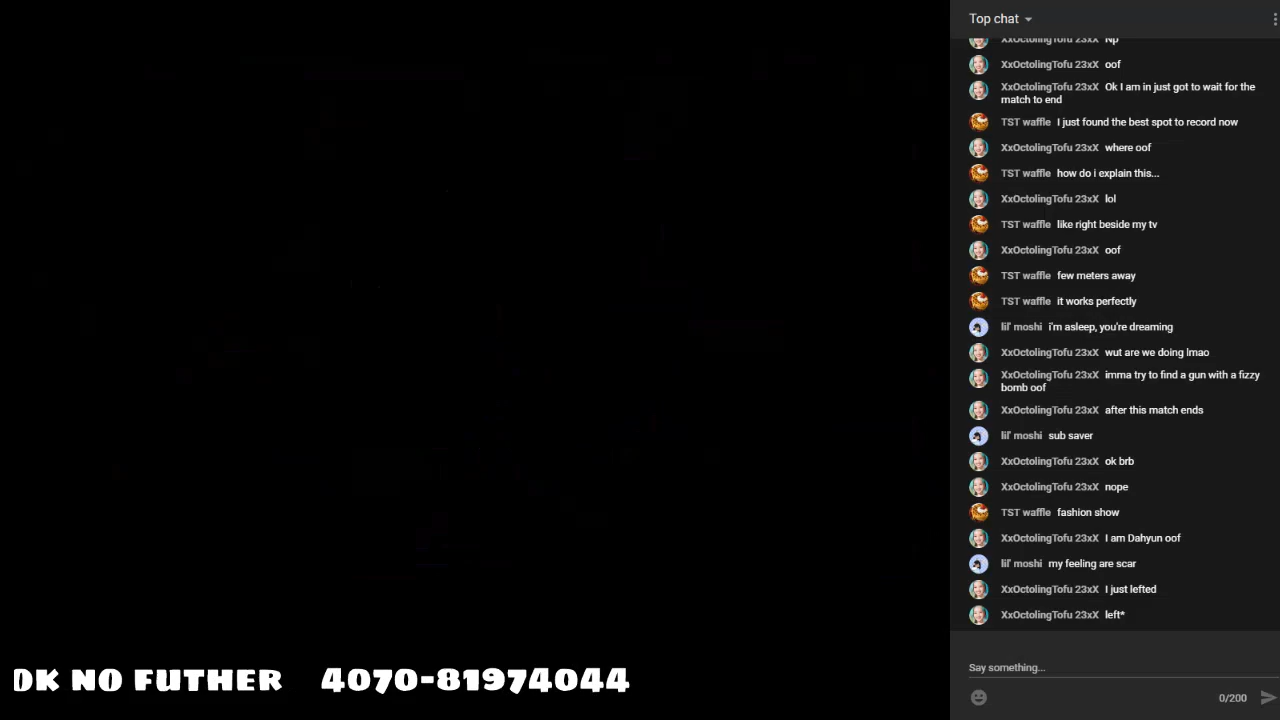 Top chat
XxOctolingTofu 23xX Np
XxOctolingTofu 23xX oof
XxOctolingTofu 23xX Ok I am in just got to wait for the
match to end
TST waffle I just found the best spot to record now
XxOctolingTofu 23xX where oof
TST waffle how do i explain this...
XxOctolingTofu 23xX lol
TST waffle like right beside my tv
XxOctolingTofu 23xX oof
TST waffle few meters away
TST waffle it works perfectly
lil' moshi i'm asleep, you're dreaming
XxOctolingTofu 23xX wut are we doing lmao
XxOctolingTofu 23xX imma try to find a gun with a fizzy
bomb oof
XxOctolingTofu 23xX after this match ends
lil' moshi sub saver
XxOctolingTofu 23xX ok brb
XxOctolingTofu 23xX nope
TST waffle fashion show
XxOctolingTofu 23xX I am Dahyun oof
lil' moshi my feeling are scar
XxOctolingTofu 23xX I just lefted
XxOctolingTofu 23xX left*
Say something...
0/200
OK NO FUTHER 4070-81974044